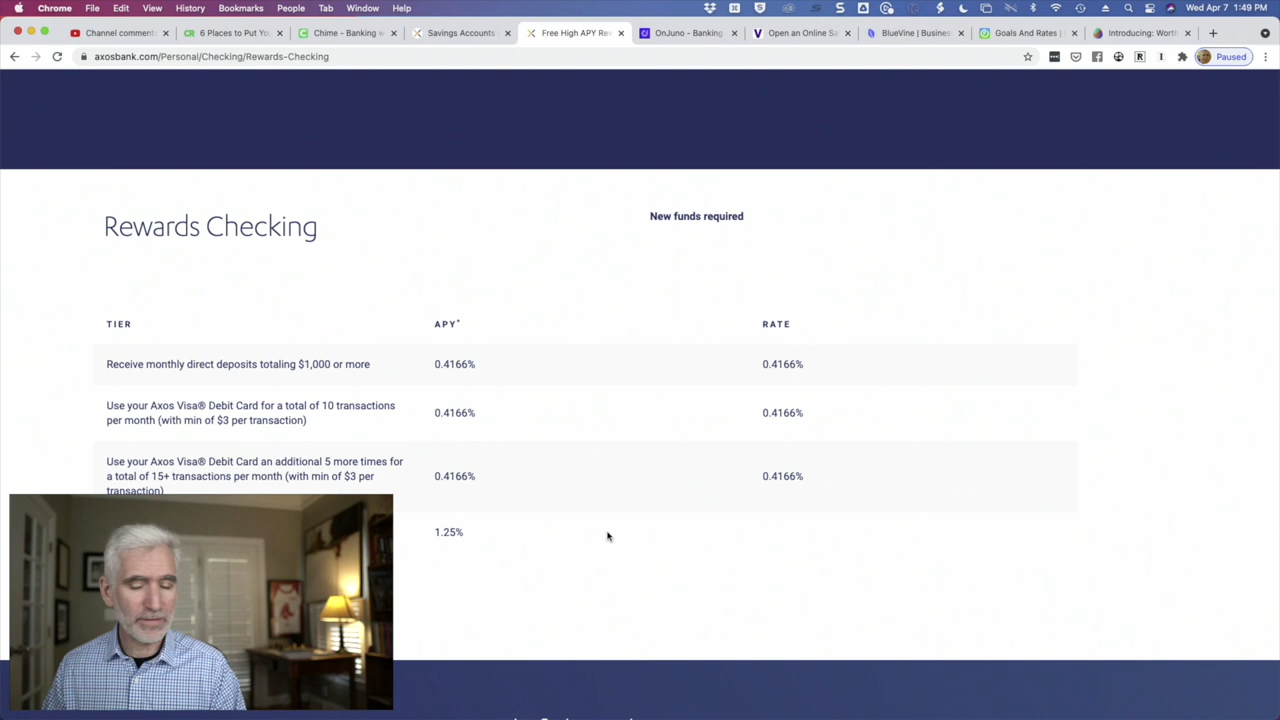 Chrome File Edit View History Bookmarks People Tab Window Help Wed Apr 7 1:49 PM
Channel comment 6 Places to Put Yo Chime - Banking w Savings Accounts Free High APY Re OnJuno - Banking Open an Online Sa BlueVine | Busines Goals And Rates | Introducing: Worth
axosbank.com/Personal/Checking/Rewards-Checking Paused
Rewards Checking
New funds required
TIER APY* RATE
Receive monthly direct deposits totaling $1,000 or more 0.4166% 0.4166%
Use your Axos Visa® Debit Card for a total of 10 transactions
per month (with min of $3 per transaction)
0.4166% 0.4166%
Use your Axos Visa® Debit Card an additional 5 more times for
a total of 15+ transactions per month (with min of $3 per
transaction)
0.4166% 0.4166%
1.25%